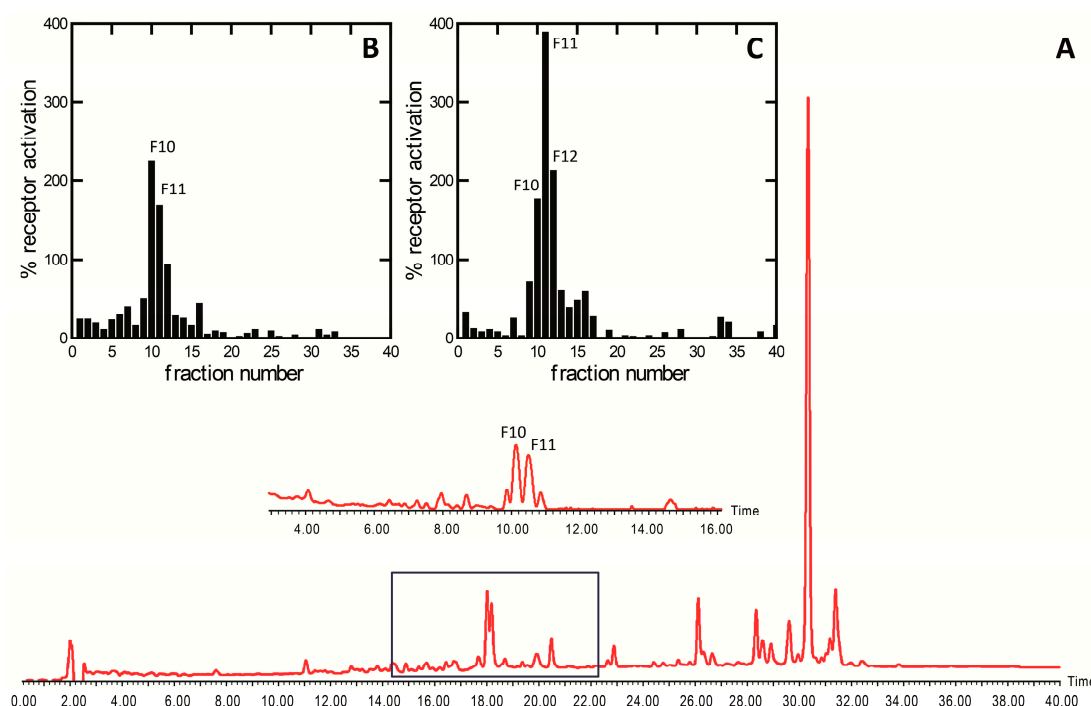 B
C
A
400
300
200
100
0
% receptor activation
F10
F11
0 5 10 15 20 25 30 35 40
fraction number
400
300
200
100
0
% receptor activation
F11
F12
F10
0 5 10 15 20 25 30 35 40
fraction number
F10
F11
4.00 6.00 8.00 10.00 12.00 14.00 16.00 Time
0.00 2.00 4.00 6.00 8.00 10.00 12.00 14.00 16.00 18.00 20.00 22.00 24.00 26.00 28.00 30.00 32.00 34.00 36.00 38.00 40.00
Time